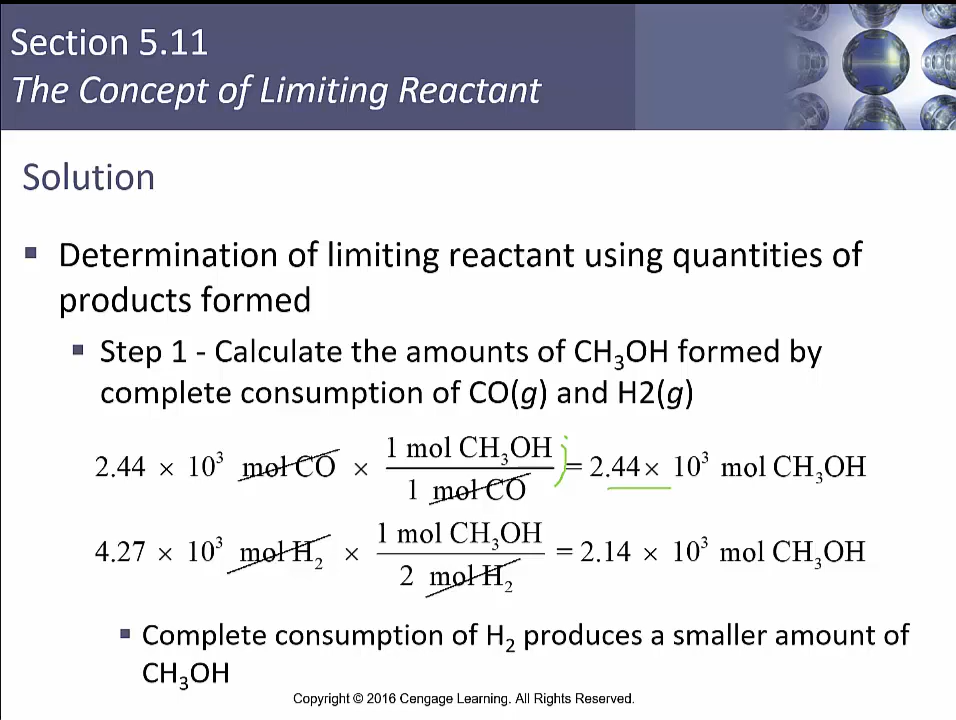 Section 5.11
The Concept of Limiting Reactant
Solution
▪ Determination of limiting reactant using quantities of
products formed
▪ Step 1 - Calculate the amounts of CH₃OH formed by
complete consumption of CO(g) and H2(g)
2.44 × 10³ mol CO × 1 mol CH₃OH / 1 mol CO = 2.44 × 10³ mol CH₃OH
4.27 × 10³ mol H₂ × 1 mol CH₃OH / 2 mol H₂ = 2.14 × 10³ mol CH₃OH
▪ Complete consumption of H₂ produces a smaller amount of
CH₃OH
Copyright © 2016 Cengage Learning. All Rights Reserved.